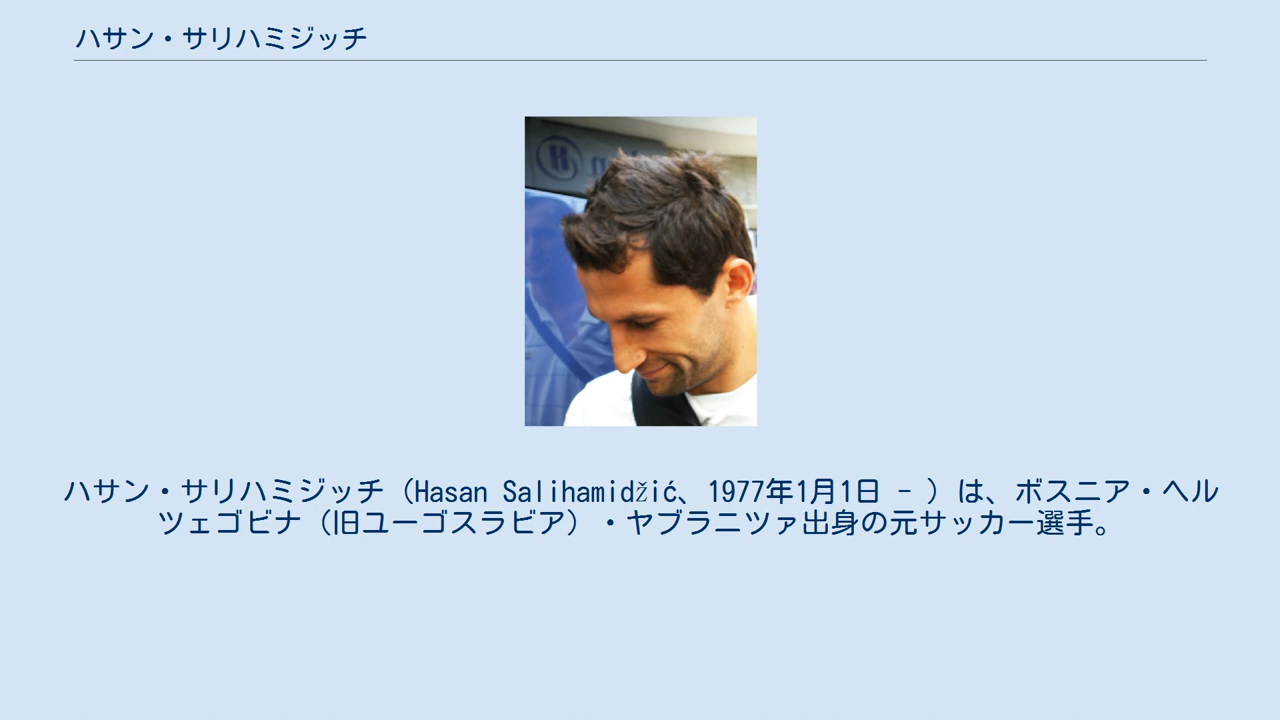 ハサン・サリハミジッチ
ハサン・サリハミジッチ（Hasan Salihamidžić、1977年1月1日 - ）は、ボスニア・ヘル
ツェゴビナ（旧ユーゴスラビア）・ヤブラニツァ出身の元サッカー選手。